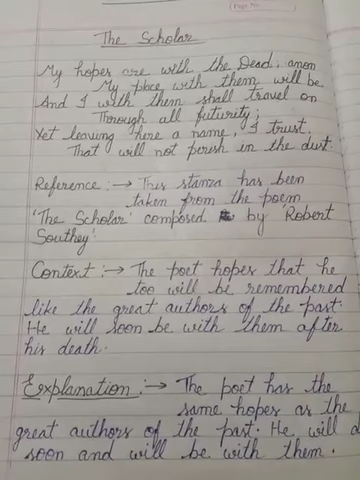 Page No.
The Scholar
My hopes are with the Dead, anon
My place with them will be
And I with them shall travel on
Through all futurity;
Yet leaving here a name, I trust,
That will not perish in the dust.
Reference:→ This stanza has been
taken from the poem
'The Scholar' composed by 'Robert
Southey'
Context:→ The poet hopes that he
too will be remembered
like the great authors of the past.
He will soon be with them after
his death.
Explanation:→ The poet has the
same hopes as the
great authors of the past. He will
soon and will be with them.